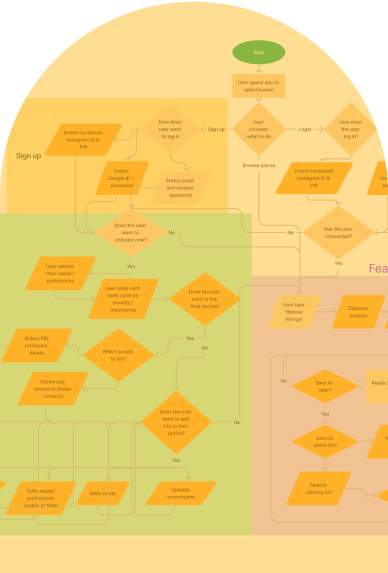 Start
User opens app to
splashscreen
How does
user want
to log in
Sign up
User
chooses
what to do
Login
How does
the user
log in?
Enters Facebook/
Instagram ID &
PW
Sign up
Enters
Google ID +
password
Enters email
and creates
password
Browse places
Enters Facebook/
Instagram ID &
PW
Does the user
want to
onboard now?
No
No
Has the user
onboarded?
Yes
Yes
Fea
User selects
their needs /
preferences
User rates each
need / pref by
severity /
importance
Does the user
want to link
their socials?
User taps
"Browse
listings"
Chooses
location
Yes
No
Enters FB/
Instagram
details
Which socials
to link?
Allows app
access to phone
contacts
No
Save for
later?
Reads
Does the user
want to add
info to their
profile?
No
Yes
Save to
which list?
Yes
Selects
existing list
Edits needs/
preferences
(public or hide)
Adds avatar
Updates
screenname